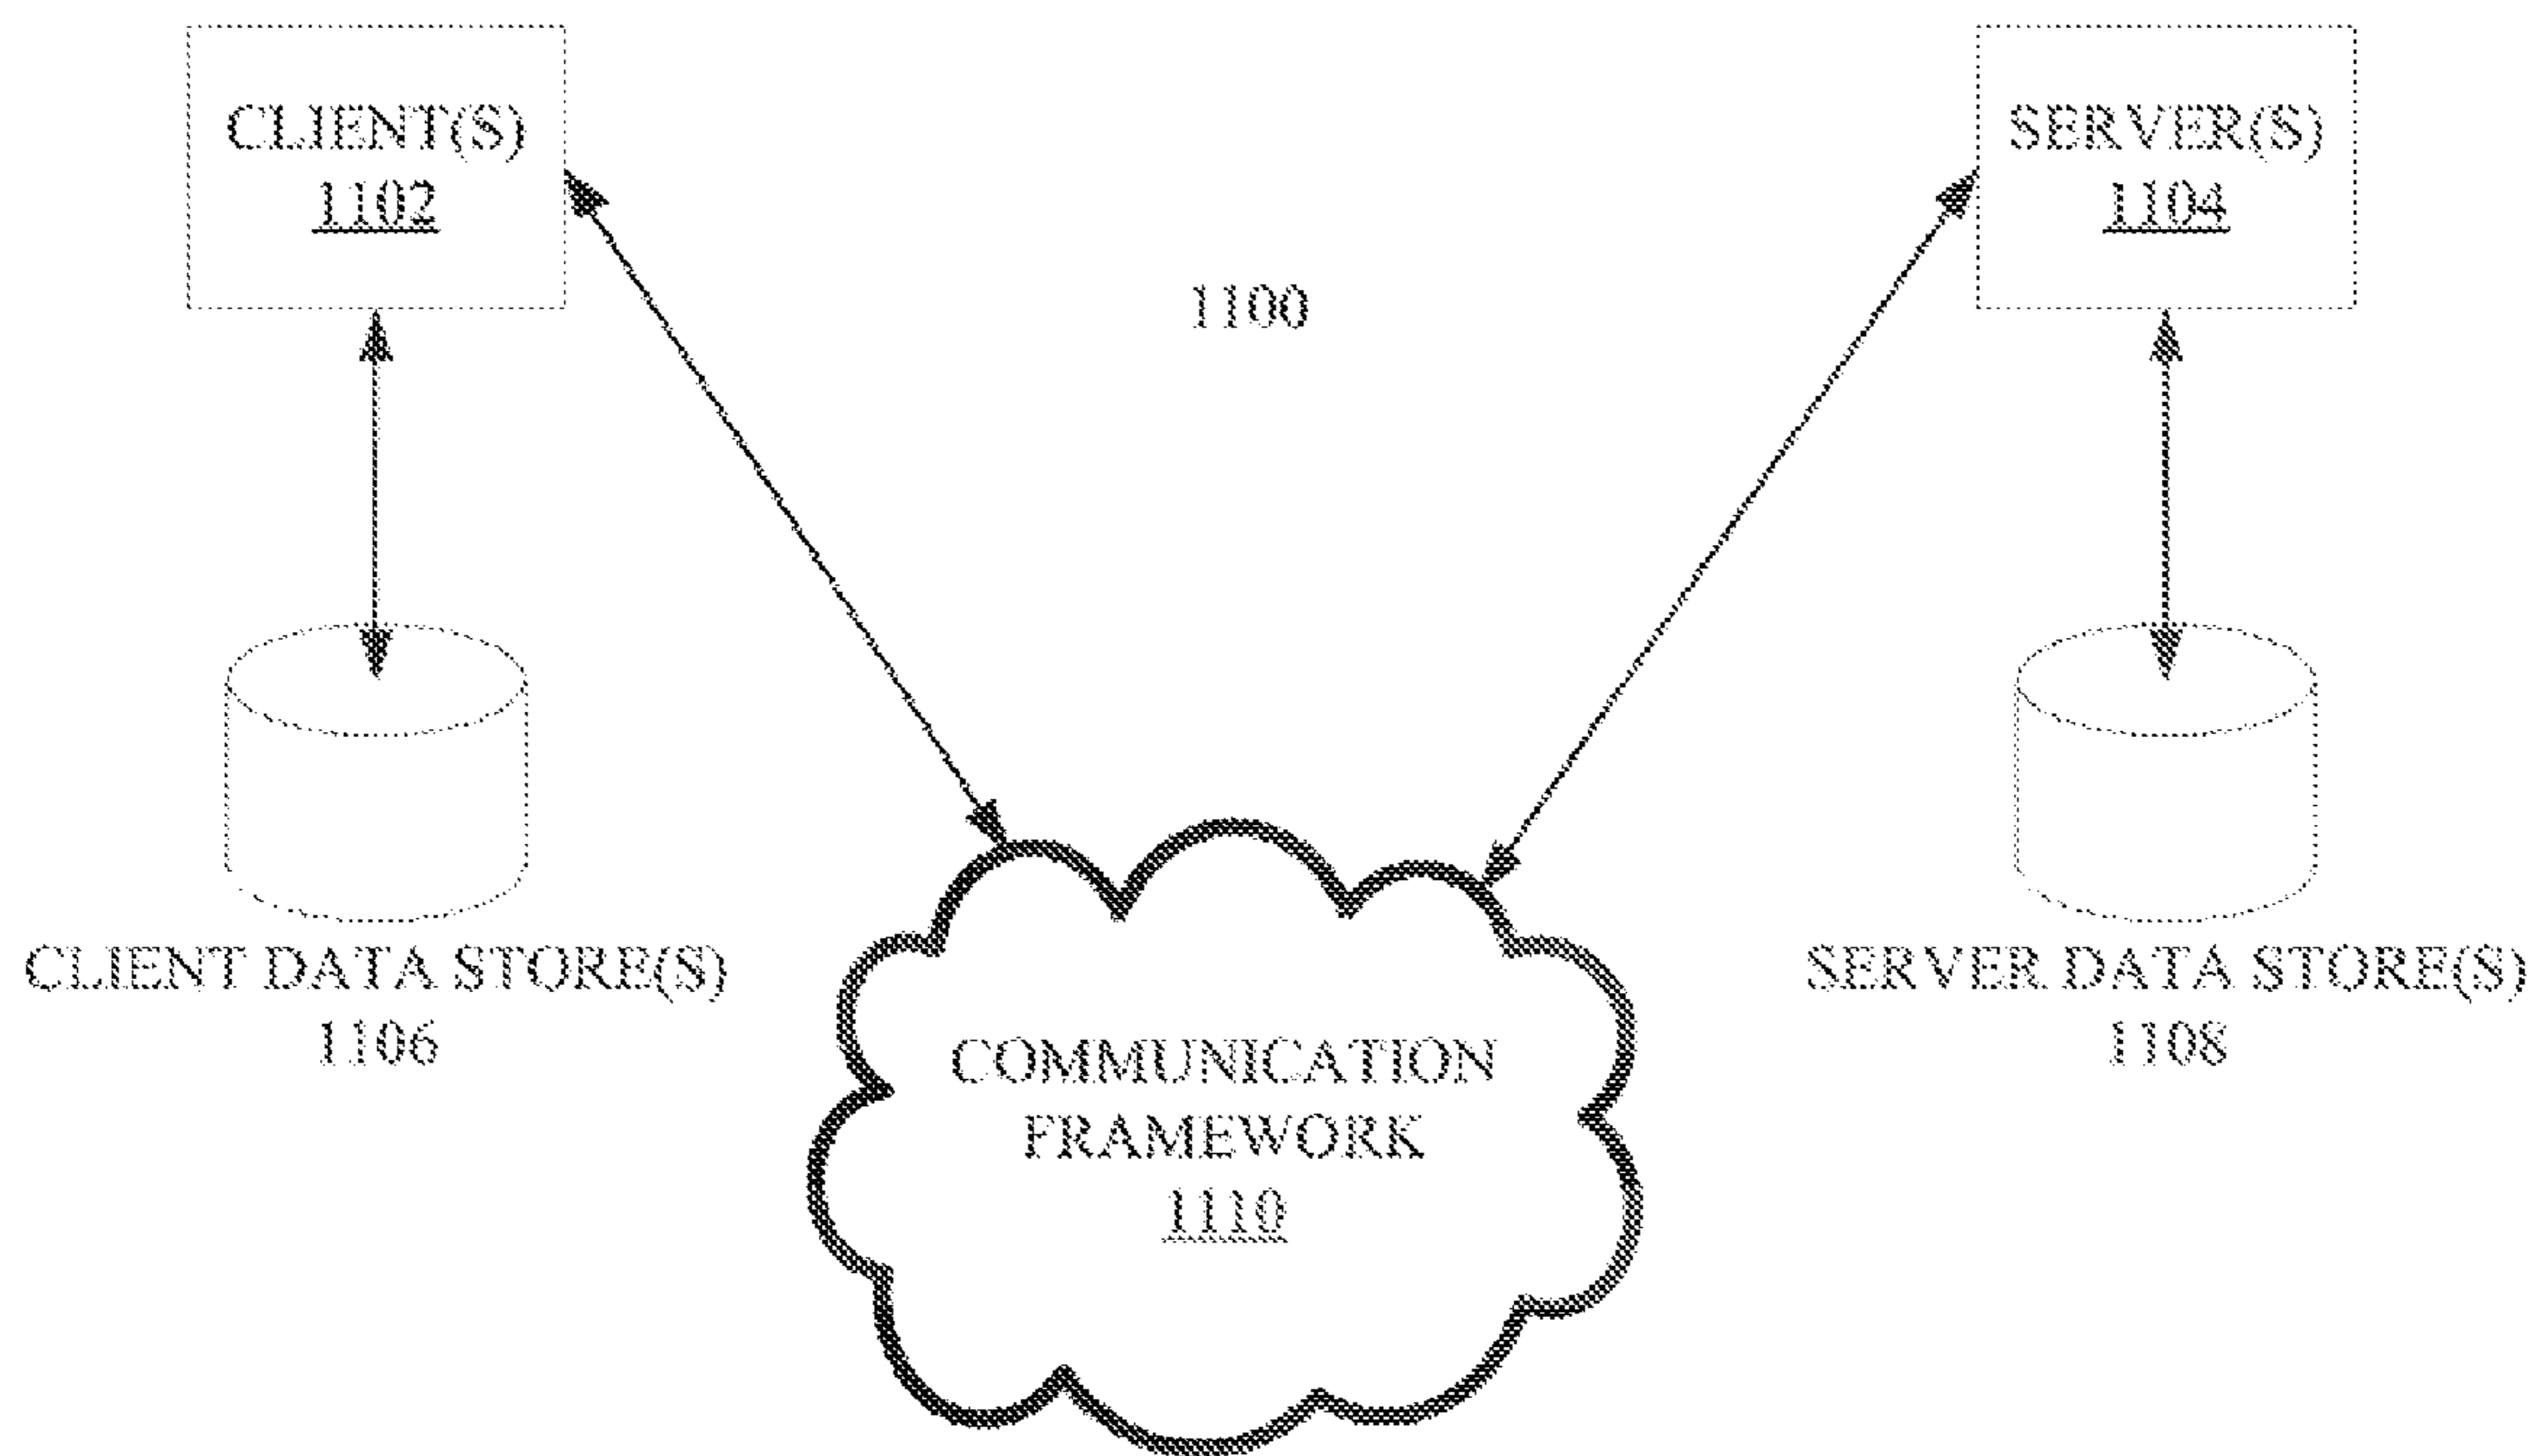 CLIENT(S)
1102
SERVER(S)
1104
1100
CLIENT DATA STORE(S)
1106
SERVER DATA STORE(S)
1108
COMMUNICATION
FRAMEWORK
1110